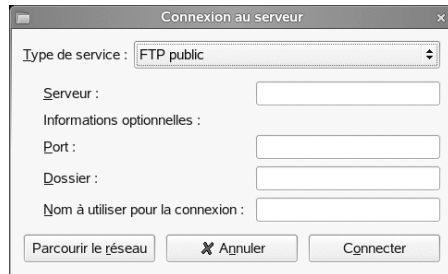 Connexion au serveur
Type de service : FTP public
Serveur :
Informations optionnelles :
Port :
Dossier :
Nom à utiliser pour la connexion :
Parcourir le réseau Annuler Connecter